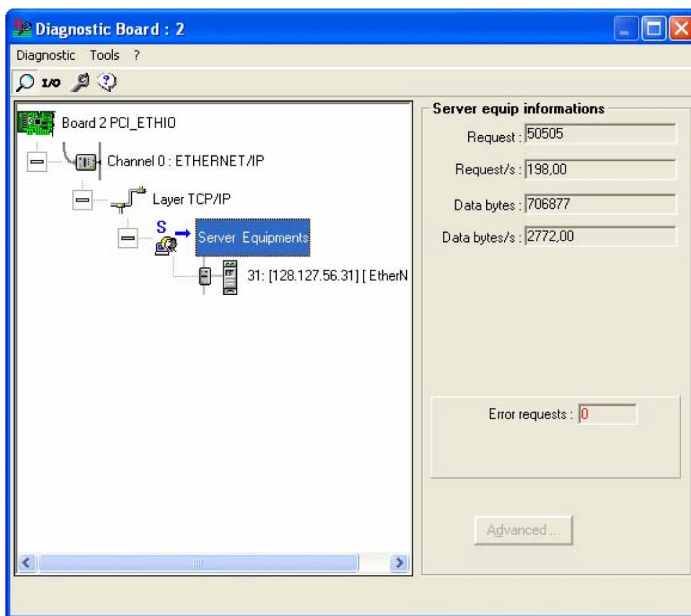 Diagnostic Board : 2
Diagnostic Tools ?
I/O
Board 2 PCI_ETHIO
Channel 0 : ETHERNET/IP
Layer TCP/IP
S
Server Equipments
31: [128.127.56.31] [ EtherN
Server equip informations
Request : 50505
Request/s : 198,00
Data bytes : 706877
Data bytes/s : 2772,00
Error requests : 0
Advanced ...